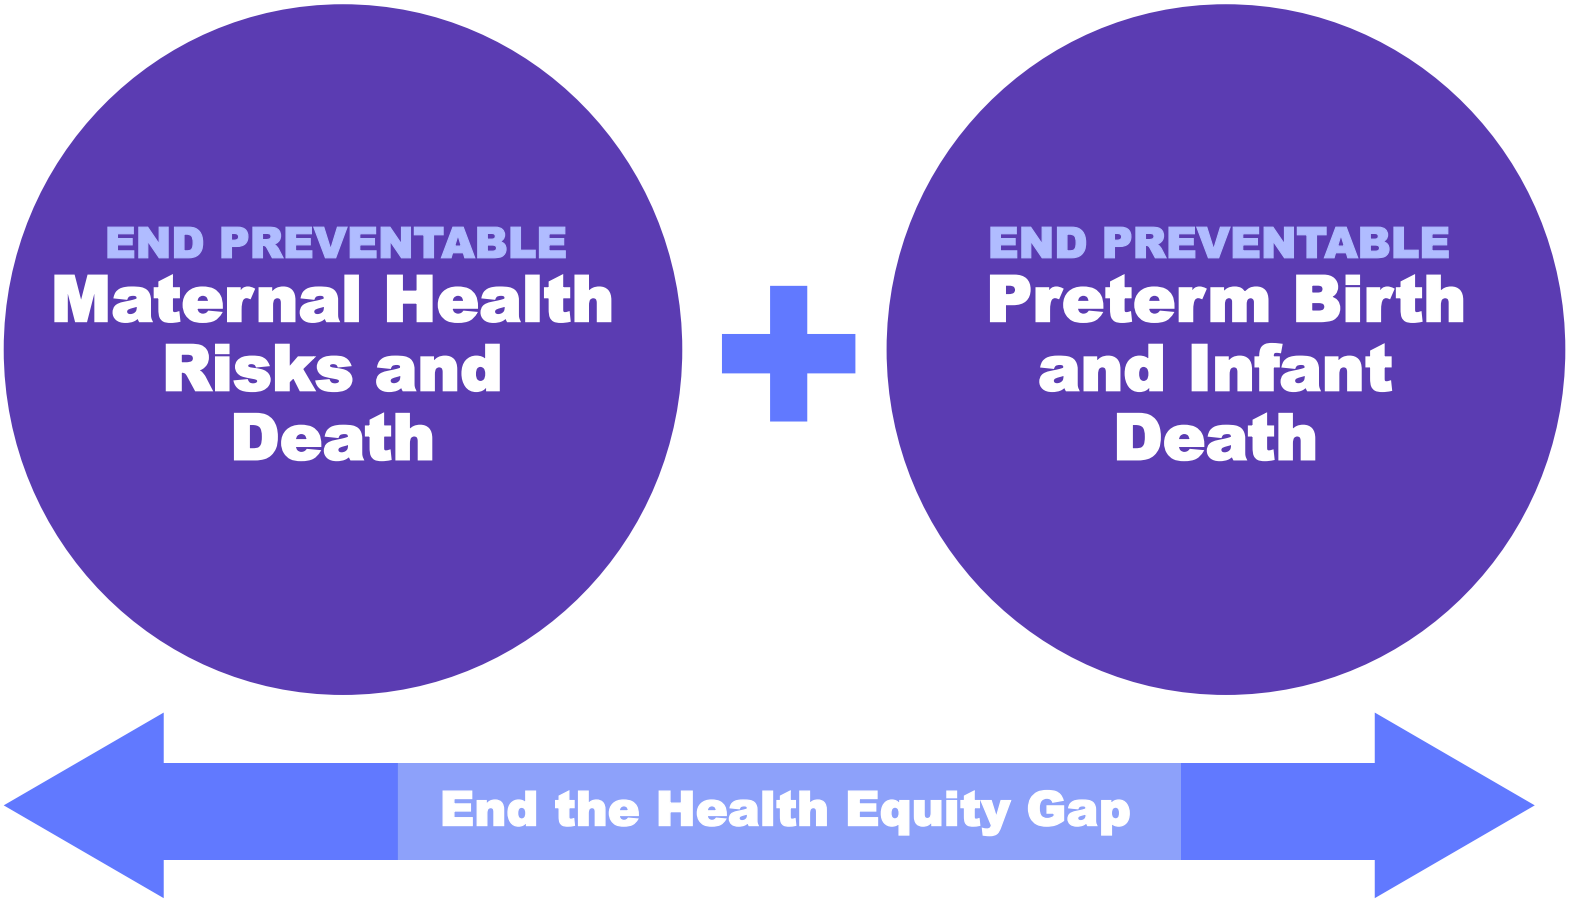 END PREVENTABLE
Maternal Health
Risks and
Death
END PREVENTABLE
Preterm Birth
and Infant
Death
End the Health Equity Gap